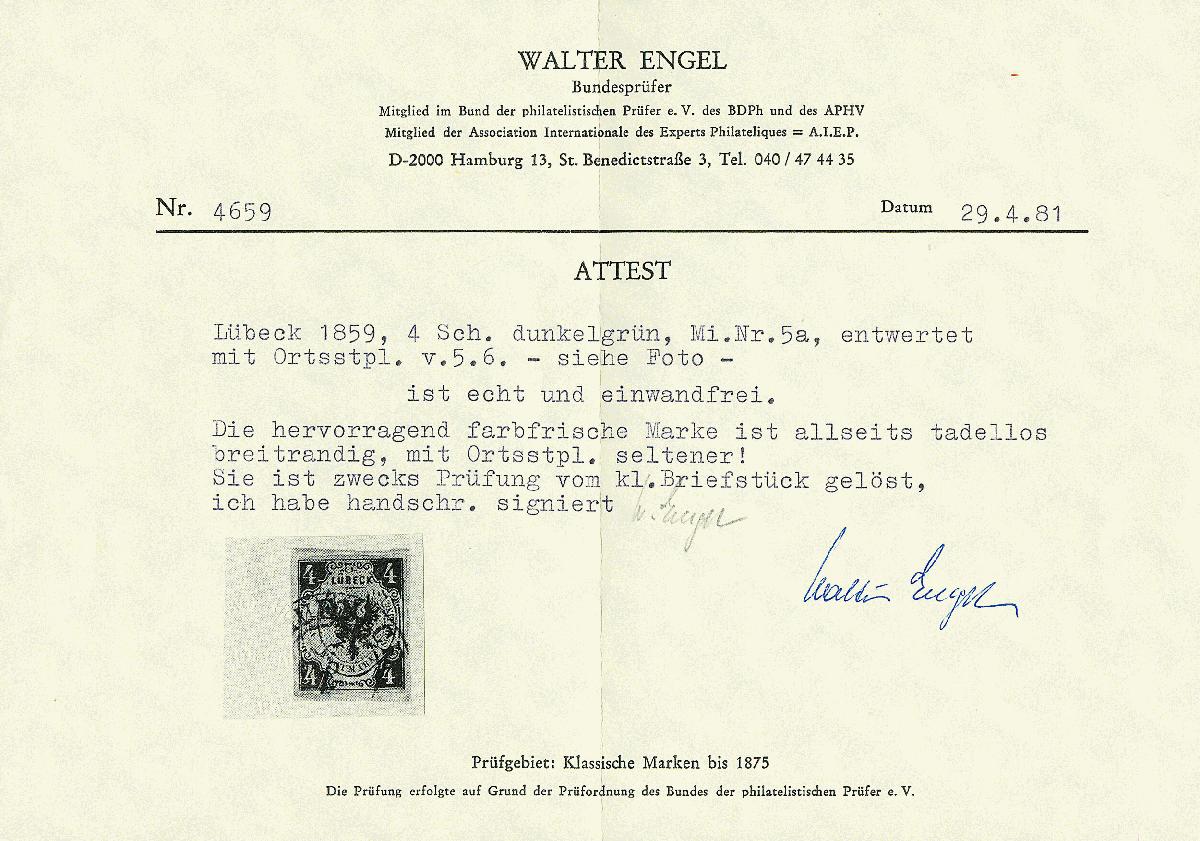 WALTER ENGEL
Bundesprüfer
Mitglied im Bund der philatelistischen Prüfer e. V. des BDPh und des APHV
Mitglied der Association Internationale des Experts Philateliques = A.I.E.P.
D-2000 Hamburg 13, St. Benedictstraße 3, Tel. 040 / 47 44 35
Nr. 4659 Datum 29.4.81
ATTEST
Lübeck 1859, 4 Sch. dunkelgrün, Mi.Nr.5a, entwertet
mit Ortsstpl. v.5.6. - siehe Foto -
ist echt und einwandfrei.
Die hervorragend farbfrische Marke ist allseits tadellos
breitrandig, mit Ortsstpl. seltener!
Sie ist zwecks Prüfung vom kl.Briefstück gelöst,
ich habe handschr. signiert W. Engel
Walter Engel
4 4
LÜBECK
4 4
Prüfgebiet: Klassische Marken bis 1875
Die Prüfung erfolgte auf Grund der Prüfordnung des Bundes der philatelistischen Prüfer e. V.